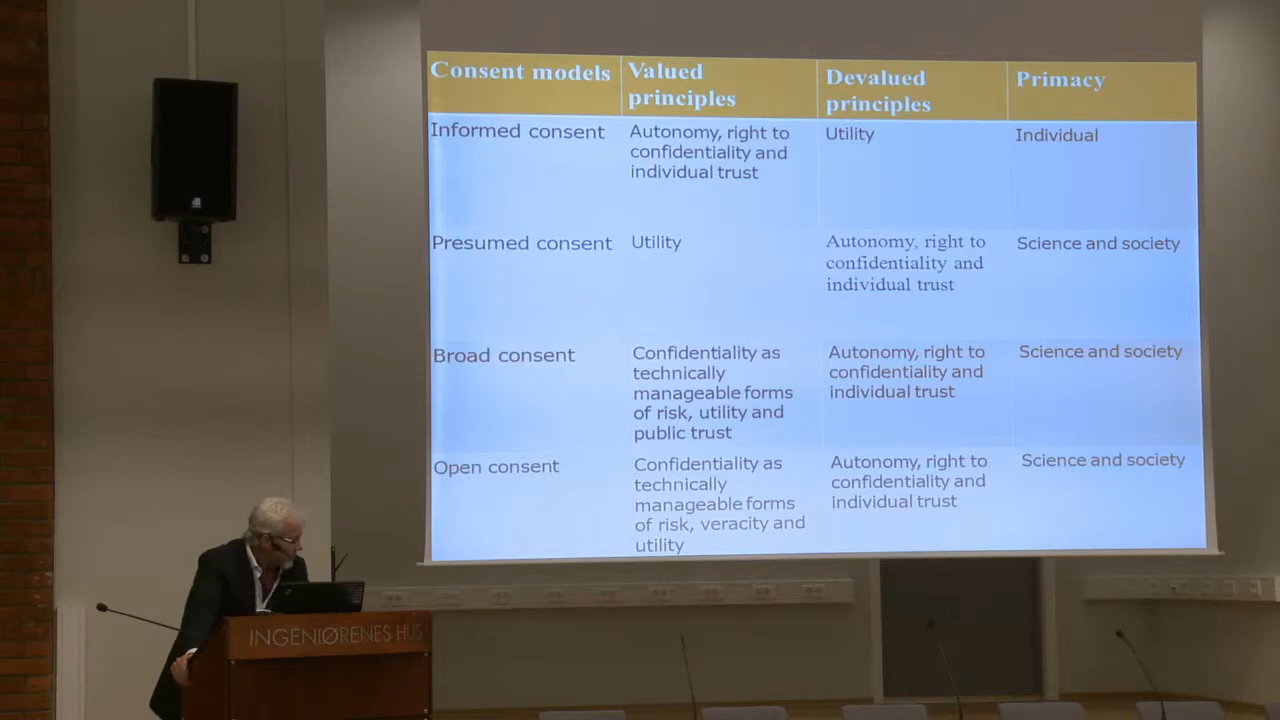 Consent models
Valued
principles
Devalued
principles
Primacy
Informed consent
Autonomy, right to
confidentiality and
individual trust
Utility
Individual
Presumed consent
Utility
Autonomy, right to
confidentiality and
individual trust
Science and society
Broad consent
Confidentiality as
technically
manageable forms
of risk, utility and
public trust
Autonomy, right to
confidentiality and
individual trust
Science and society
Open consent
Confidentiality as
technically
manageable forms
of risk, veracity and
utility
Autonomy, right to
confidentiality and
individual trust
Science and society
INGENIØRENES HUS